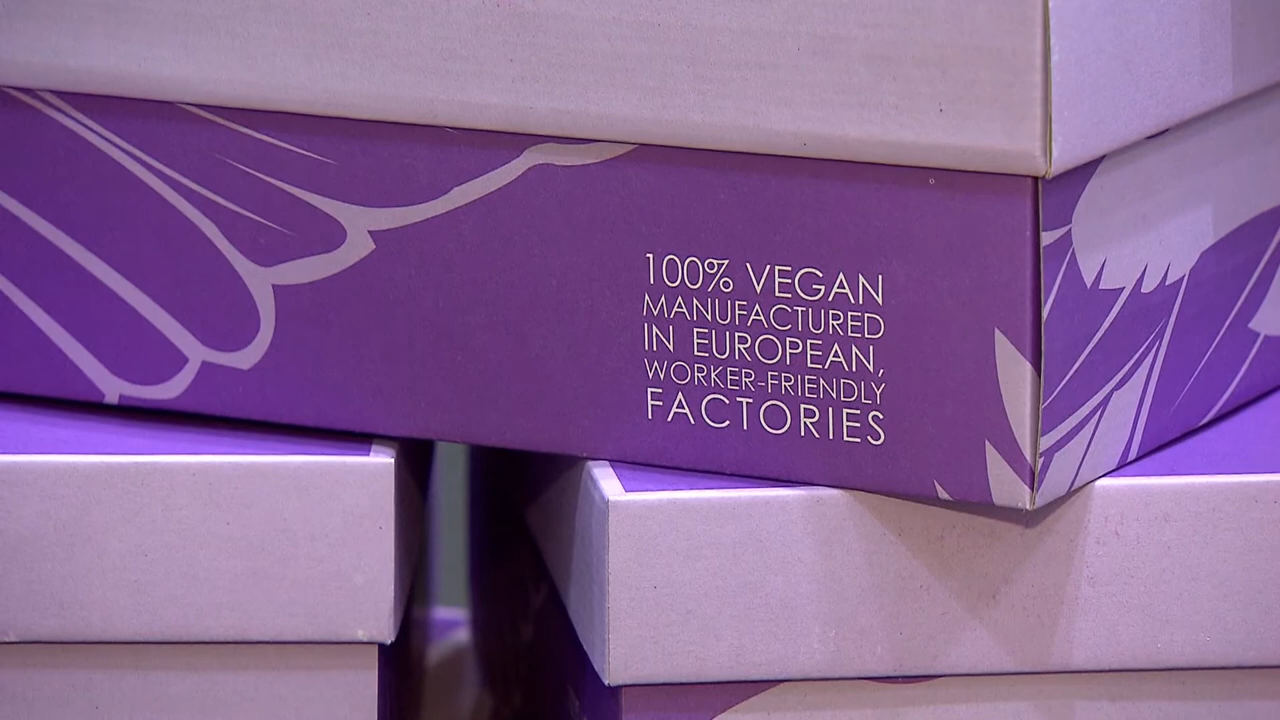 100% VEGAN
MANUFACTURED
IN EUROPEAN,
WORKER-FRIENDLY
FACTORIES